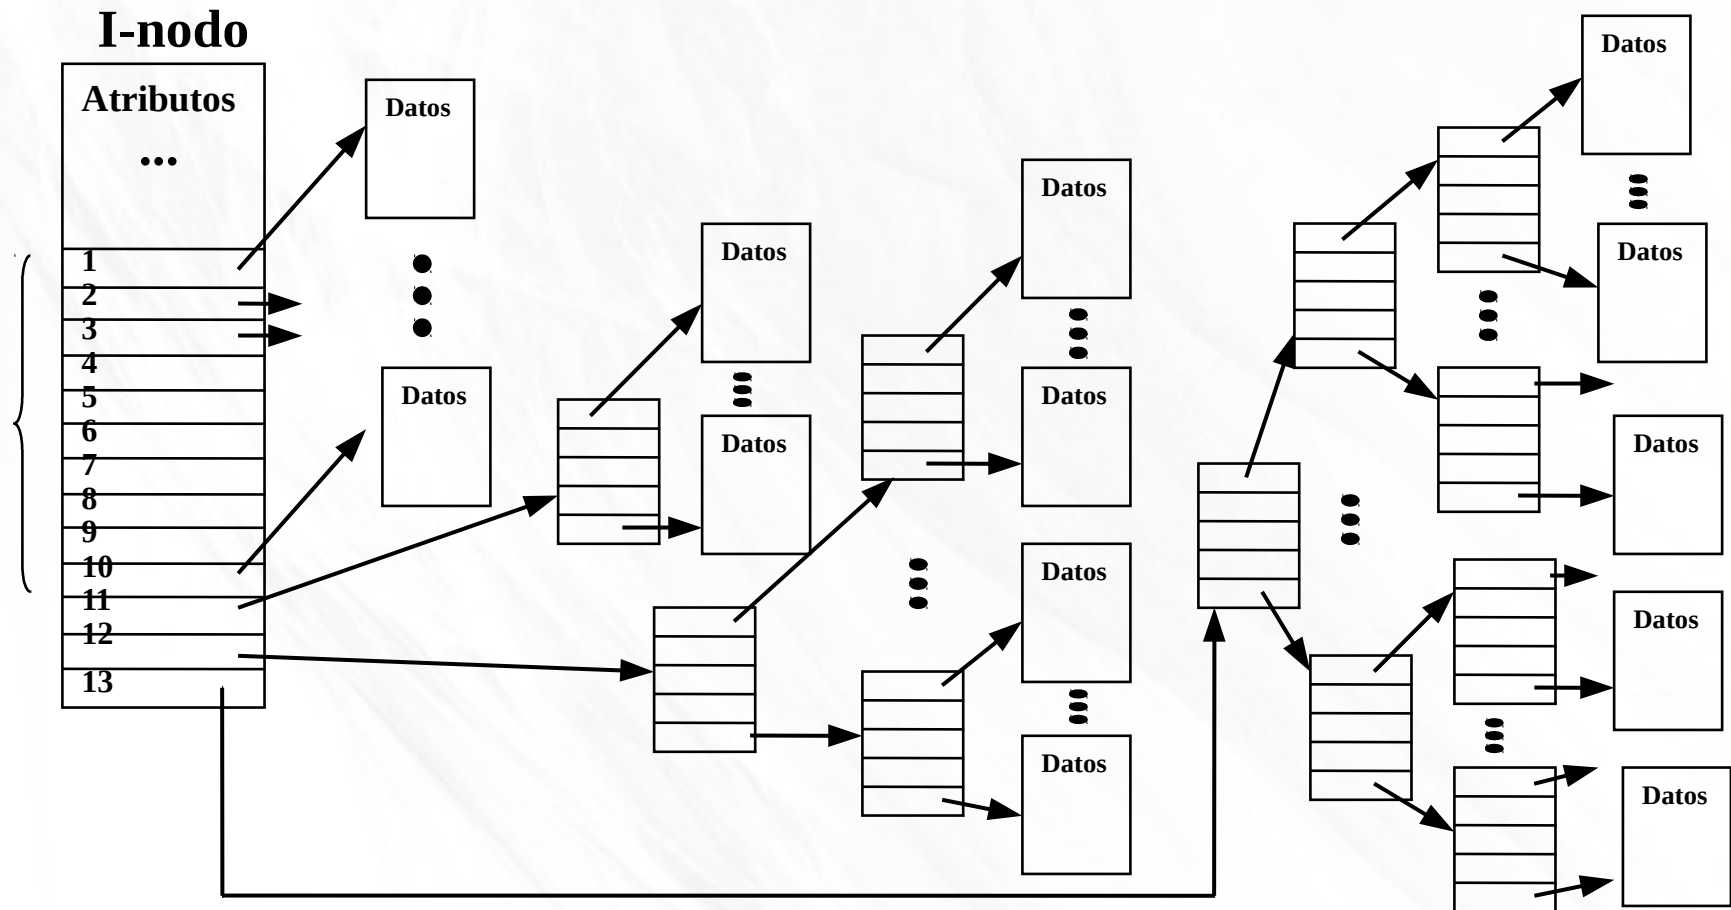 I-nodo
Atributos
...
1
2
3
4
5
6
7
8
9
10
11
12
13
Datos
Datos
Datos
Datos
Datos
Datos
Datos
Datos
Datos
Datos
Datos
Datos
Datos